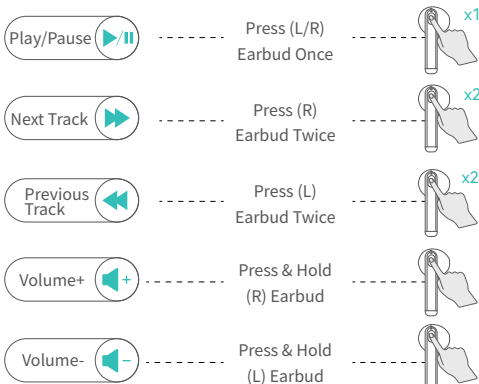 Play/Pause
Press (L/R)
Earbud Once
x1
Next Track
Press (R)
Earbud Twice
x2
Previous
Track
Press (L)
Earbud Twice
x2
Volume+
Press & Hold
(R) Earbud
Volume-
Press & Hold
(L) Earbud